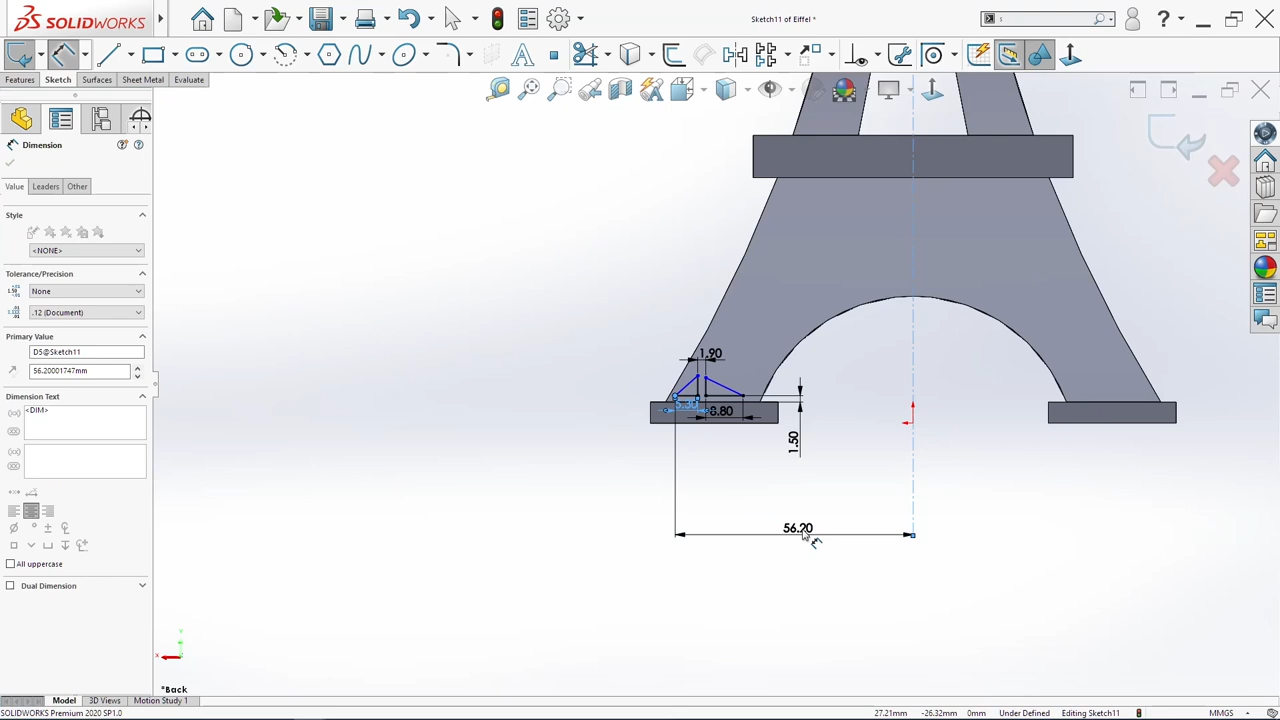 SOLIDWORKS
Sketch11 of Eiffel *
s
Features
Sketch
Surfaces
Sheet Metal
Evaluate
Dimension
Value
Leaders
Other
Style
<NONE>
Tolerance/Precision
None
.12 (Document)
Primary Value
D5@Sketch11
56.20001747mm
Dimension Text
<DIM>
All uppercase
Dual Dimension
1.90
8.80
1.50
56.20
*Back
Model
3D Views
Motion Study 1
SOLIDWORKS Premium 2020 SP1.0
27.21mm
-26.32mm
0mm
Under Defined
Editing Sketch11
MMGS